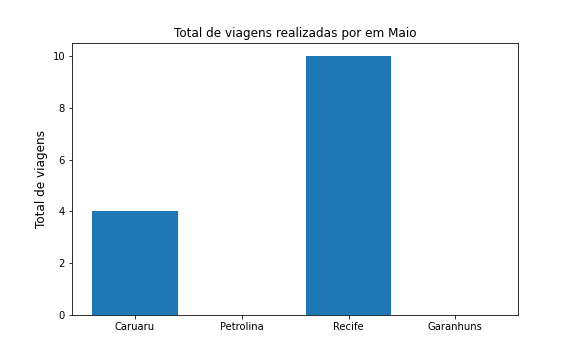 Total de viagens realizadas por em Maio
Total de viagens
10
8
6
4
2
0
Caruaru Petrolina Recife Garanhuns